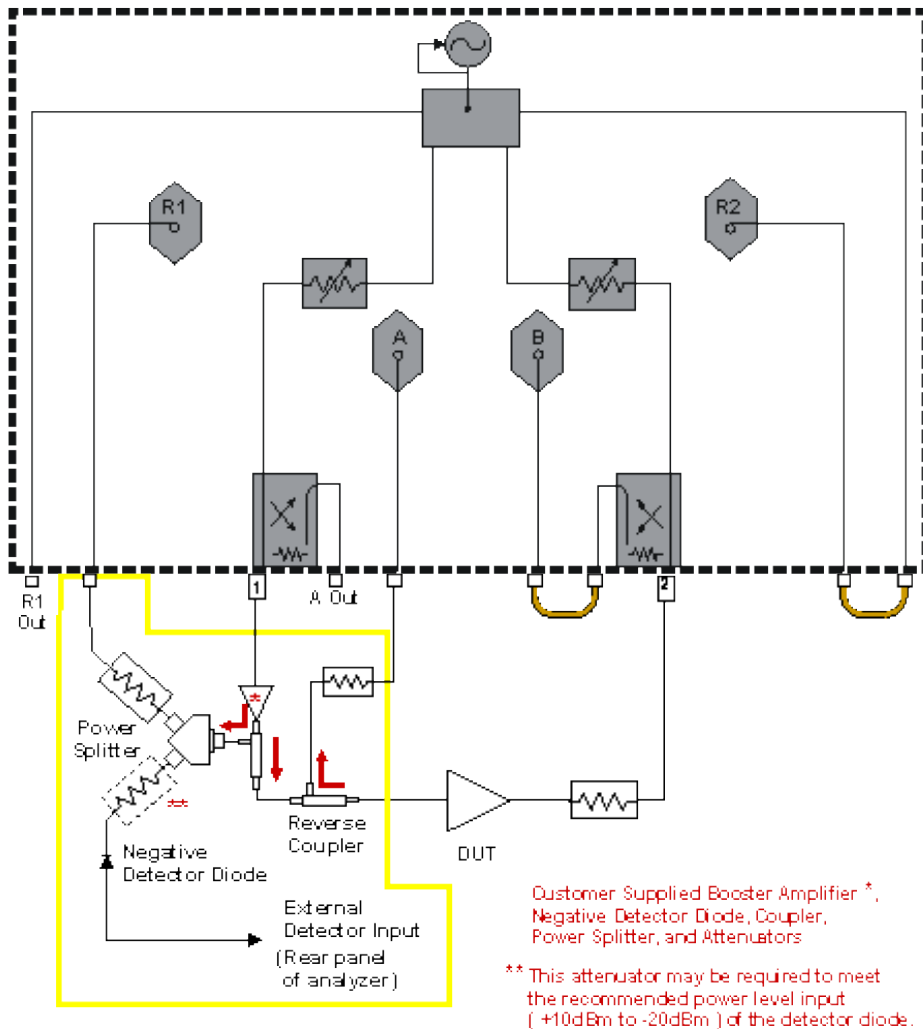 R1
R2
A
B
1
A Out
2
R1
Out
*
Power
Splitter
**
Reverse
Coupler
DUT
Negative
Detector Diode
External
Detector Input
(Rear panel
of analyzer)
Customer Supplied Booster Amplifier *,
Negative Detector Diode, Coupler,
Power Splitter, and Attenuators
** This attenuator may be required to meet
the recommended power level input
( +10dBm to -20dBm ) of the detector diode.